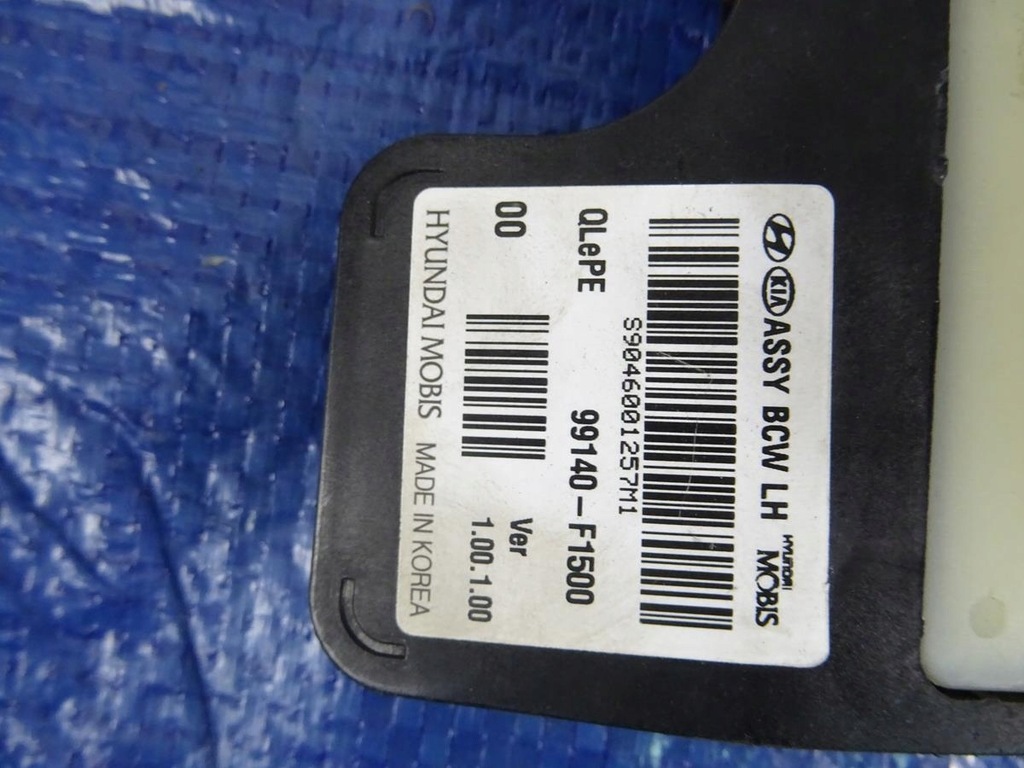 KIA ASSY BCW LH HYUNDAI MOBIS
S9046001257M1
QLePE 99140-F1500
00 Ver 1.00.1.00
HYUNDAI MOBIS MADE IN KOREA